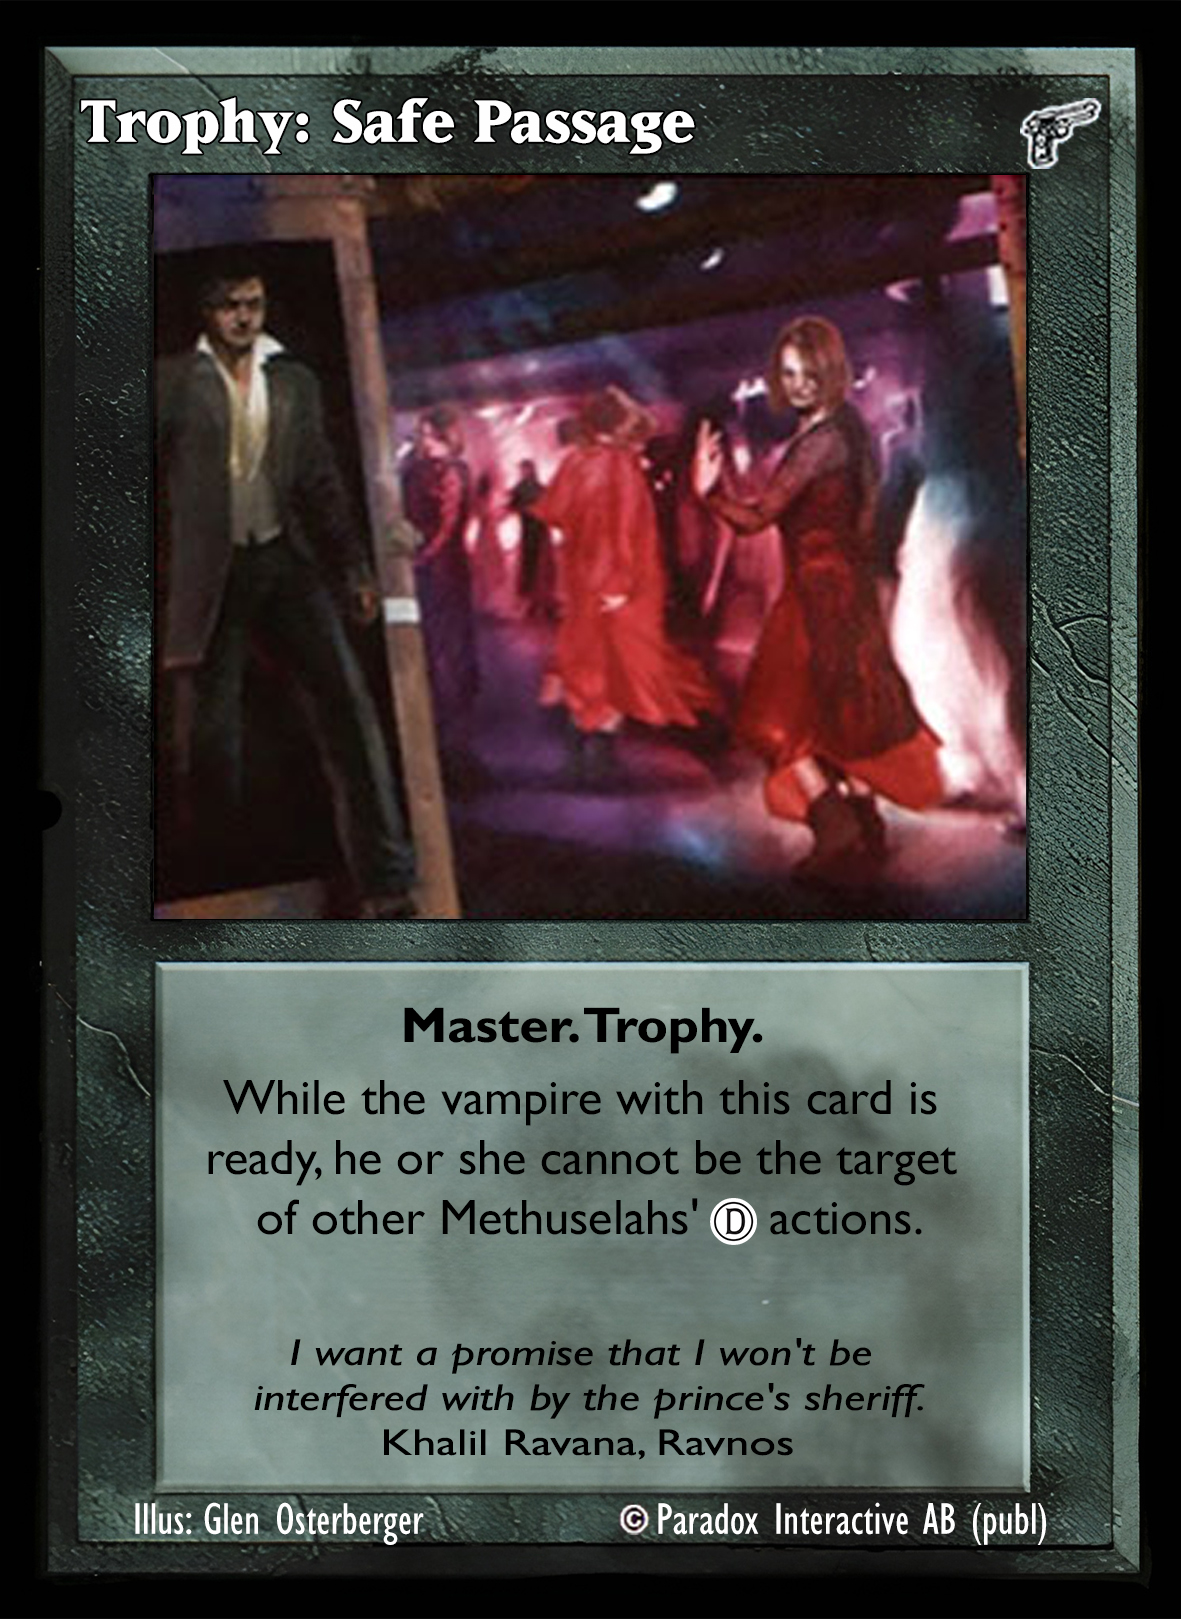 Trophy: Safe Passage
Master. Trophy.
While the vampire with this card is
ready, he or she cannot be the target
of other Methuselahs' Ⓓ actions.
I want a promise that I won't be
interfered with by the prince's sheriff.
Khalil Ravana, Ravnos
Illus: Glen Osterberger © Paradox Interactive AB (publ)